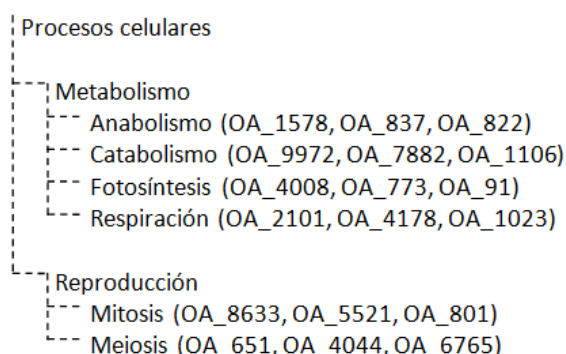 Procesos celulares
Metabolismo
Anabolismo (OA_1578, OA_837, OA_822)
Catabolismo (OA_9972, OA_7882, OA_1106)
Fotosíntesis (OA_4008, OA_773, OA_91)
Respiración (OA_2101, OA_4178, OA_1023)
Reproducción
Mitosis (OA_8633, OA_5521, OA_801)
Meiosis (OA_651, OA_4044, OA_6765)